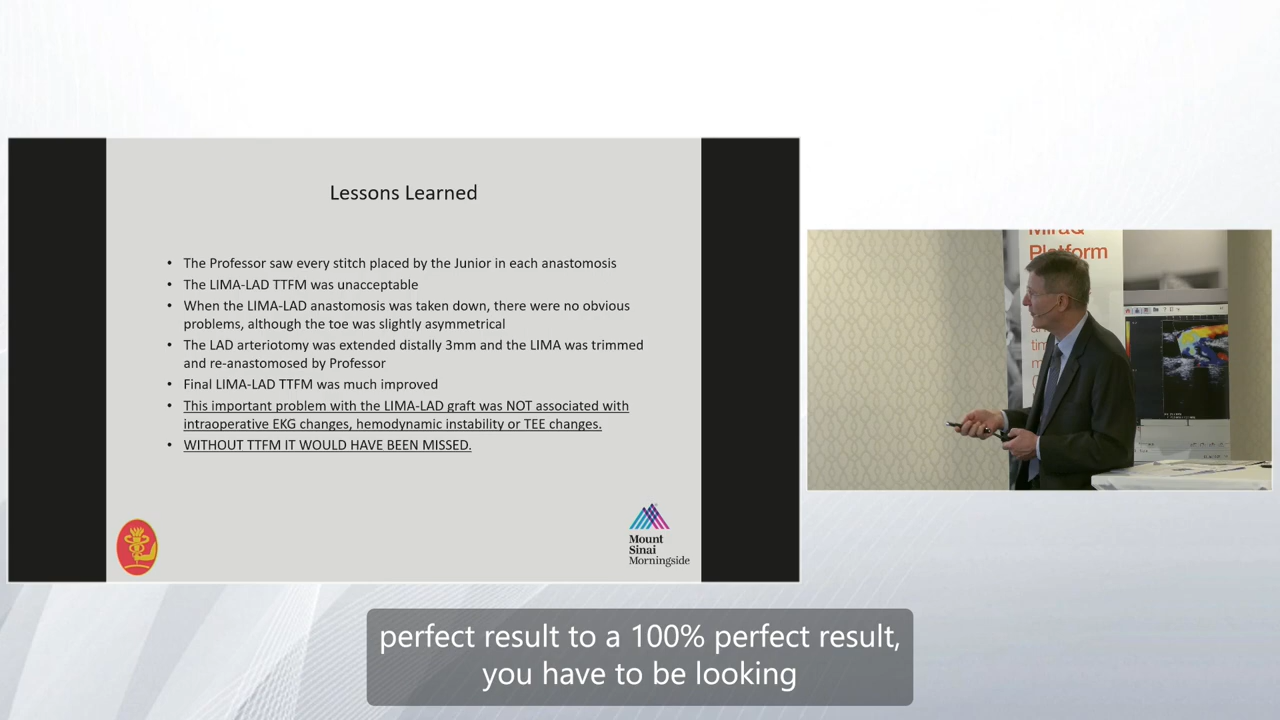 Lessons Learned
• The Professor saw every stitch placed by the Junior in each anastomosis
• The LIMA-LAD TTFM was unacceptable
• When the LIMA-LAD anastomosis was taken down, there were no obvious
problems, although the toe was slightly asymmetrical
• The LAD arteriotomy was extended distally 3mm and the LIMA was trimmed
and re-anastomosed by Professor
• Final LIMA-LAD TTFM was much improved
• This important problem with the LIMA-LAD graft was NOT associated with
intraoperative EKG changes, hemodynamic instability or TEE changes.
• WITHOUT TTFM IT WOULD HAVE BEEN MISSED.
Mount
Sinai
Morningside
MiraQ
Platform
perfect result to a 100% perfect result,
you have to be looking